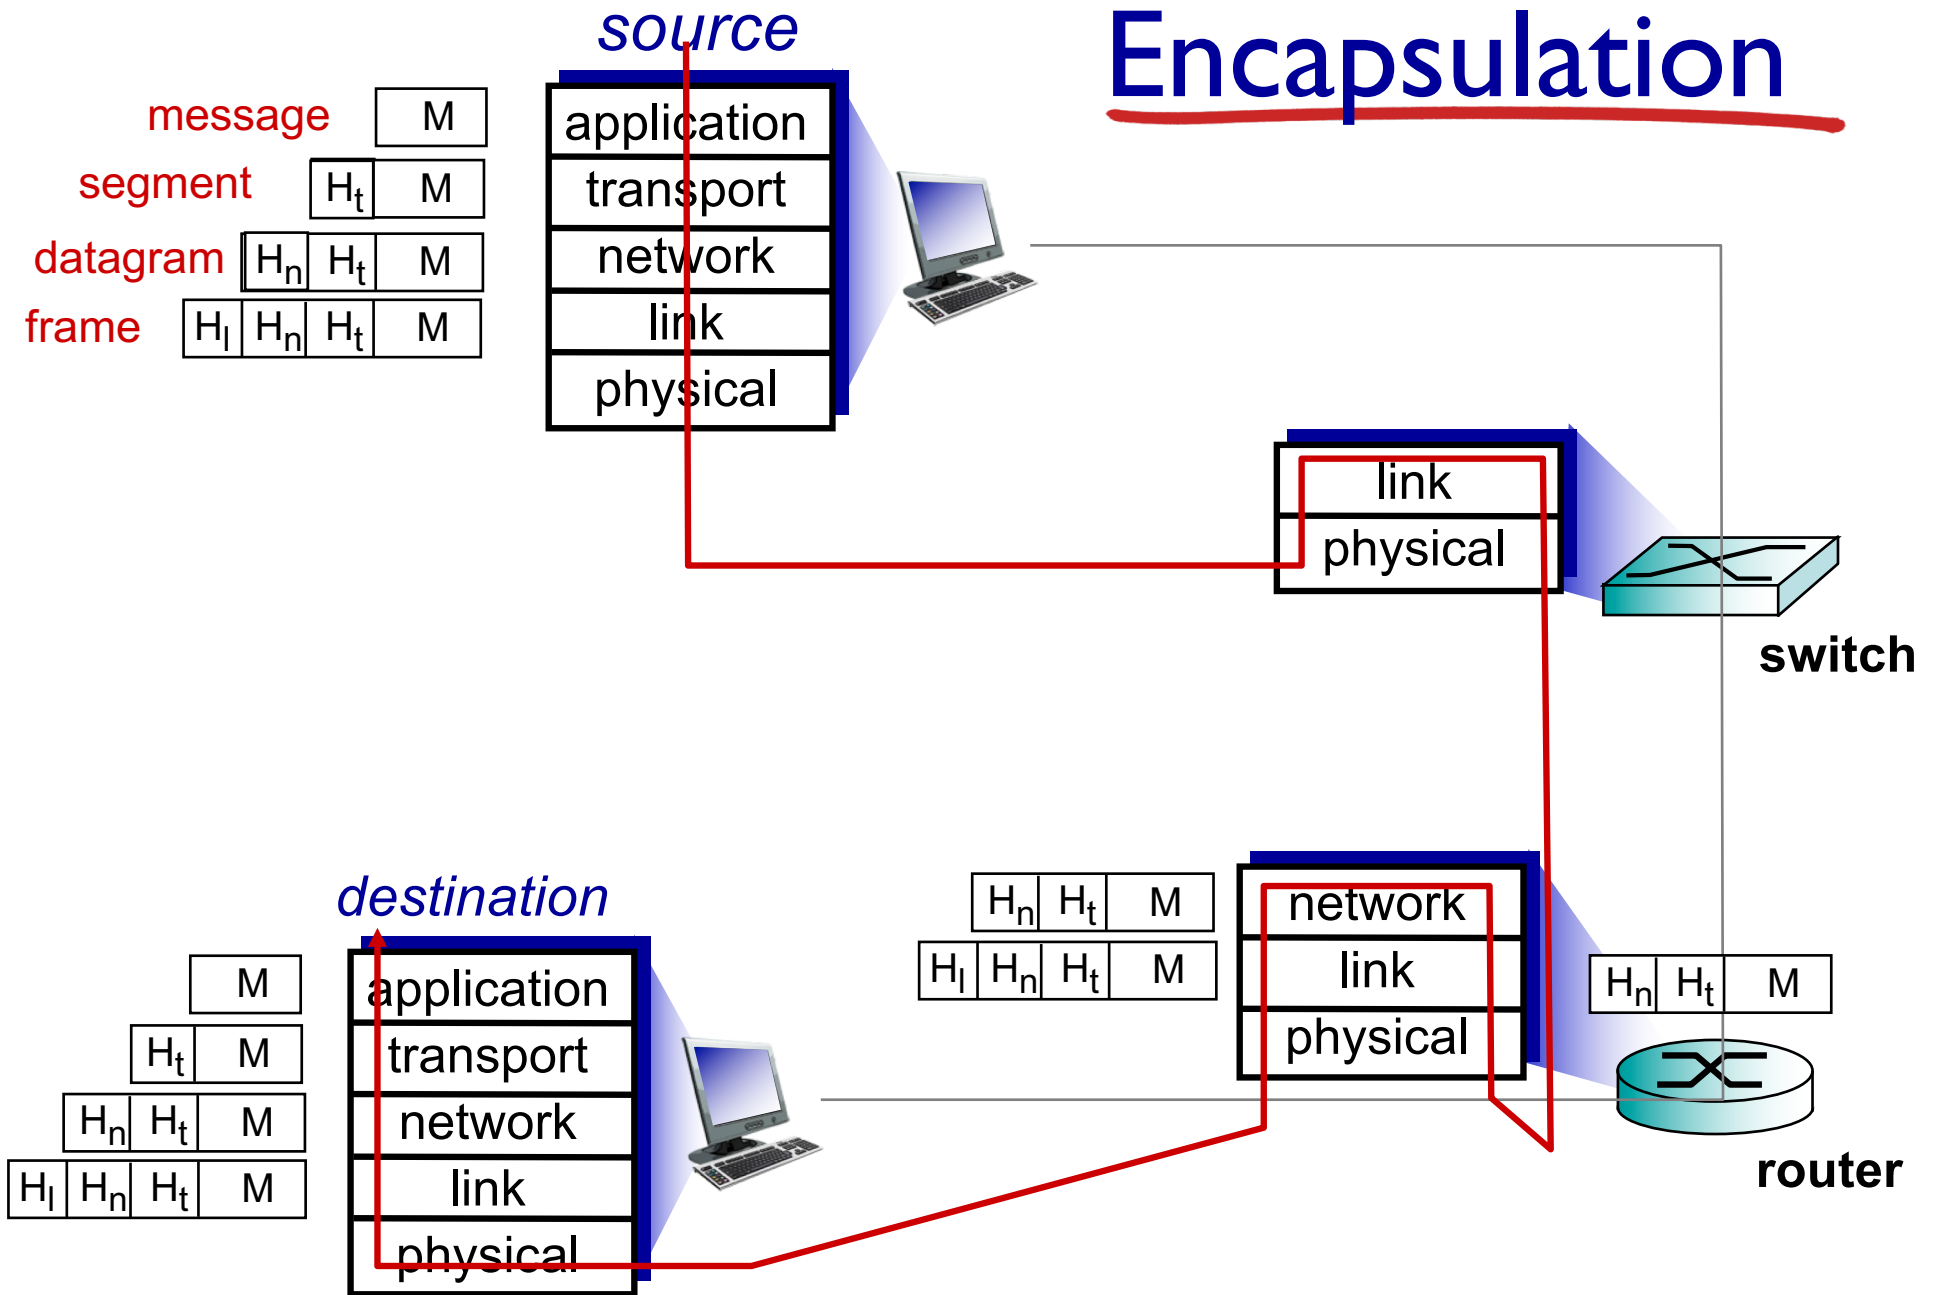 source
Encapsulation
message M
segment Ht M
datagram Hn Ht M
frame Hl Hn Ht M
application
transport
network
link
physical
link
physical
switch
destination
M
Ht M
Hn Ht M
Hl Hn Ht M
application
transport
network
link
physical
Hn Ht M
Hl Hn Ht M
network
link
physical
Hn Ht M
router